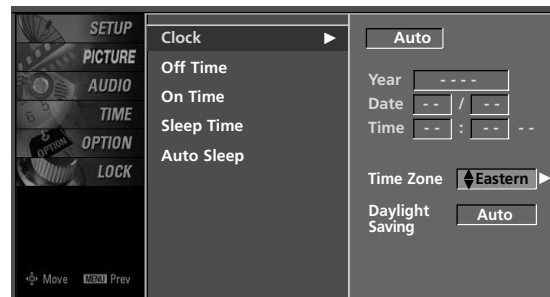 SETUP
PICTURE
AUDIO
TIME
OPTION
LOCK
Move MENU Prev
Clock
Off Time
On Time
Sleep Time
Auto Sleep
Auto
Year - - - -
Date - - / - -
Time - - : - - - -
Time Zone Eastern
Daylight
Saving
Auto